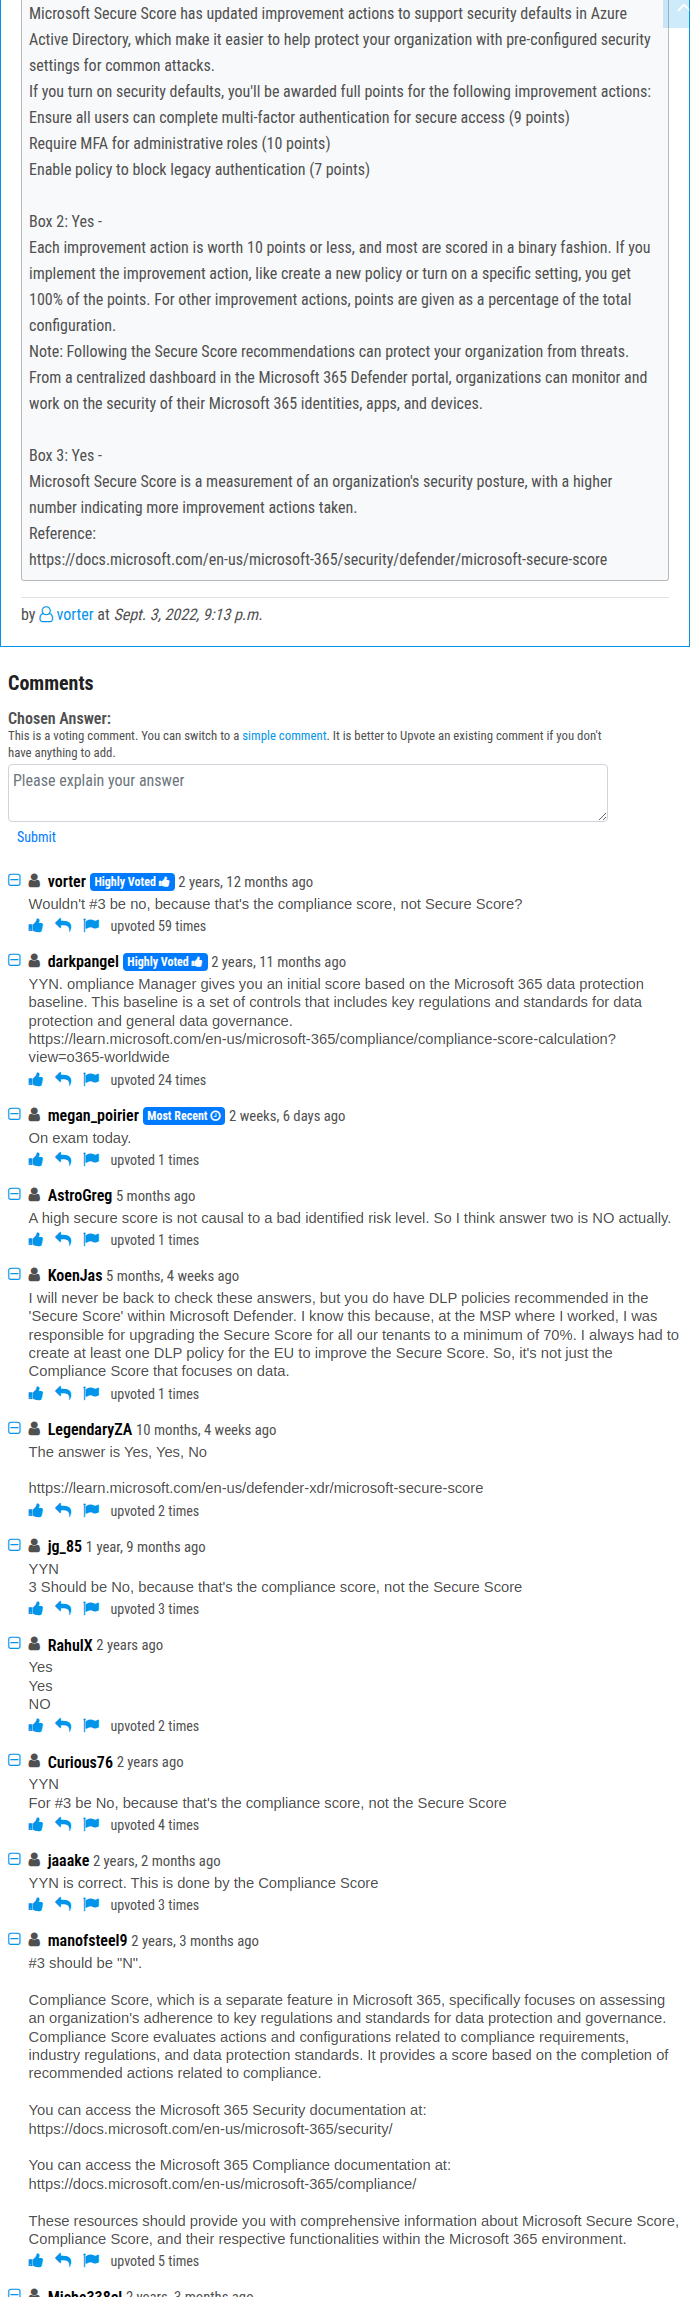 Microsoft Secure Score has updated improvement actions to support security defaults in Azure
Active Directory, which make it easier to help protect your organization with pre-configured security
settings for common attacks.
If you turn on security defaults, you'll be awarded full points for the following improvement actions:
Ensure all users can complete multi-factor authentication for secure access (9 points)
Require MFA for administrative roles (10 points)
Enable policy to block legacy authentication (7 points)
Box 2: Yes -
Each improvement action is worth 10 points or less, and most are scored in a binary fashion. If you
implement the improvement action, like create a new policy or turn on a specific setting, you get
100% of the points. For other improvement actions, points are given as a percentage of the total
configuration.
Note: Following the Secure Score recommendations can protect your organization from threats.
From a centralized dashboard in the Microsoft 365 Defender portal, organizations can monitor and
work on the security of their Microsoft 365 identities, apps, and devices.
Box 3: Yes -
Microsoft Secure Score is a measurement of an organization's security posture, with a higher
number indicating more improvement actions taken.
Reference:
https://docs.microsoft.com/en-us/microsoft-365/security/defender/microsoft-secure-score
by vorter at Sept. 3, 2022, 9:13 p.m.
Comments
Chosen Answer:
This is a voting comment. You can switch to a simple comment. It is better to Upvote an existing comment if you don't
have anything to add.
Please explain your answer
Submit
vorter Highly Voted 2 years, 12 months ago
Wouldn't #3 be no, because that's the compliance score, not Secure Score?
upvoted 59 times
darkpangel Highly Voted 2 years, 11 months ago
YYN. ompliance Manager gives you an initial score based on the Microsoft 365 data protection
baseline. This baseline is a set of controls that includes key regulations and standards for data
protection and general data governance.
https://learn.microsoft.com/en-us/microsoft-365/compliance/compliance-score-calculation?
view=o365-worldwide
upvoted 24 times
megan_poirier Most Recent 2 weeks, 6 days ago
On exam today.
upvoted 1 times
AstroGreg 5 months ago
A high secure score is not causal to a bad identified risk level. So I think answer two is NO actually.
upvoted 1 times
KoenJas 5 months, 4 weeks ago
I will never be back to check these answers, but you do have DLP policies recommended in the
'Secure Score' within Microsoft Defender. I know this because, at the MSP where I worked, I was
responsible for upgrading the Secure Score for all our tenants to a minimum of 70%. I always had to
create at least one DLP policy for the EU to improve the Secure Score. So, it's not just the
Compliance Score that focuses on data.
upvoted 1 times
LegendaryZA 10 months, 4 weeks ago
The answer is Yes, Yes, No
https://learn.microsoft.com/en-us/defender-xdr/microsoft-secure-score
upvoted 2 times
jg_85 1 year, 9 months ago
YYN
3 Should be No, because that's the compliance score, not the Secure Score
upvoted 3 times
RahulX 2 years ago
Yes
Yes
NO
upvoted 2 times
Curious76 2 years ago
YYN
For #3 be No, because that's the compliance score, not the Secure Score
upvoted 4 times
jaaake 2 years, 2 months ago
YYN is correct. This is done by the Compliance Score
upvoted 3 times
manofsteel9 2 years, 3 months ago
#3 should be "N".
Compliance Score, which is a separate feature in Microsoft 365, specifically focuses on assessing
an organization's adherence to key regulations and standards for data protection and governance.
Compliance Score evaluates actions and configurations related to compliance requirements,
industry regulations, and data protection standards. It provides a score based on the completion of
recommended actions related to compliance.
You can access the Microsoft 365 Security documentation at:
https://docs.microsoft.com/en-us/microsoft-365/security/
You can access the Microsoft 365 Compliance documentation at:
https://docs.microsoft.com/en-us/microsoft-365/compliance/
These resources should provide you with comprehensive information about Microsoft Secure Score,
Compliance Score, and their respective functionalities within the Microsoft 365 environment.
upvoted 5 times
2 years, 3 months ago